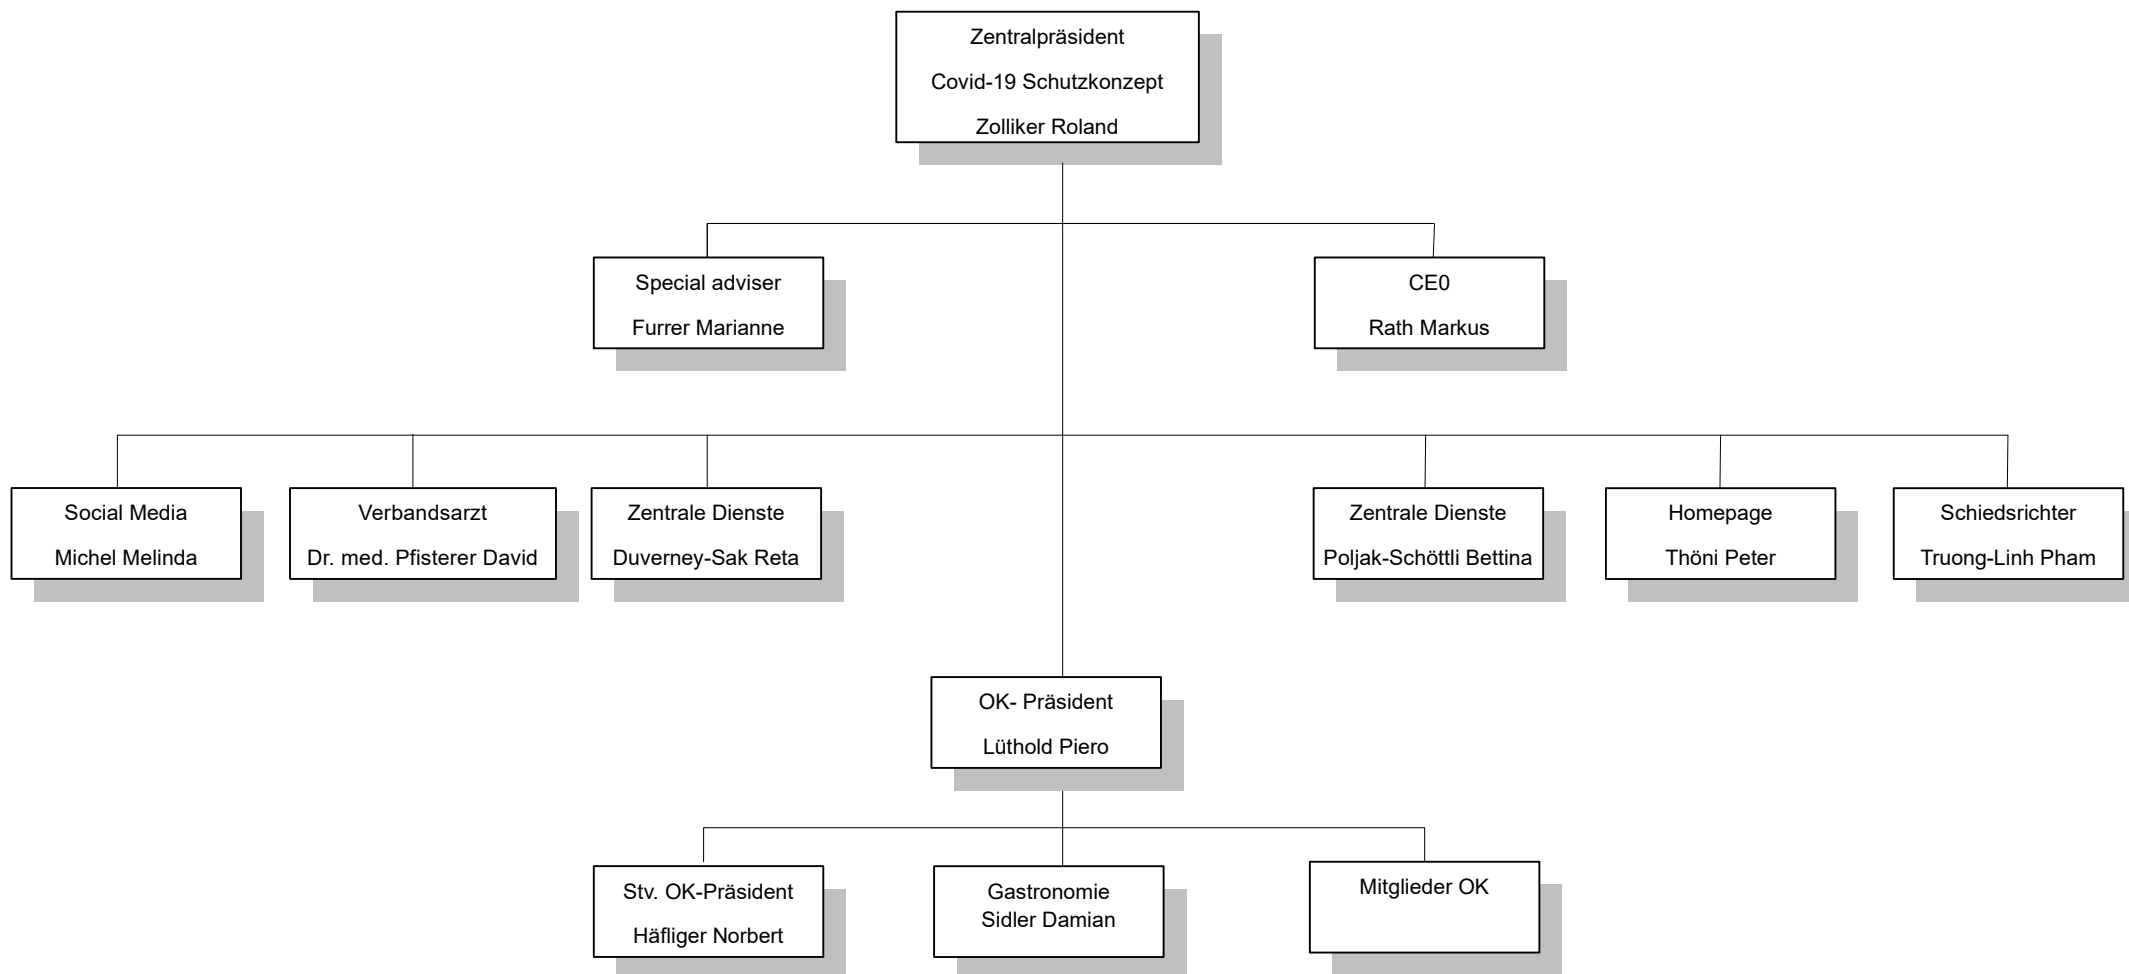 Zentralpräsident
Covid-19 Schutzkonzept
Zolliker Roland
Special adviser
Furrer Marianne
CE0
Rath Markus
Social Media
Michel Melinda
Verbandsarzt
Dr. med. Pfisterer David
Zentrale Dienste
Duverney-Sak Reta
Zentrale Dienste
Poljak-Schöttli Bettina
Homepage
Thöni Peter
Schiedsrichter
Truong-Linh Pham
OK- Präsident
Lüthold Piero
Stv. OK-Präsident
Häfliger Norbert
Gastronomie
Sidler Damian
Mitglieder OK